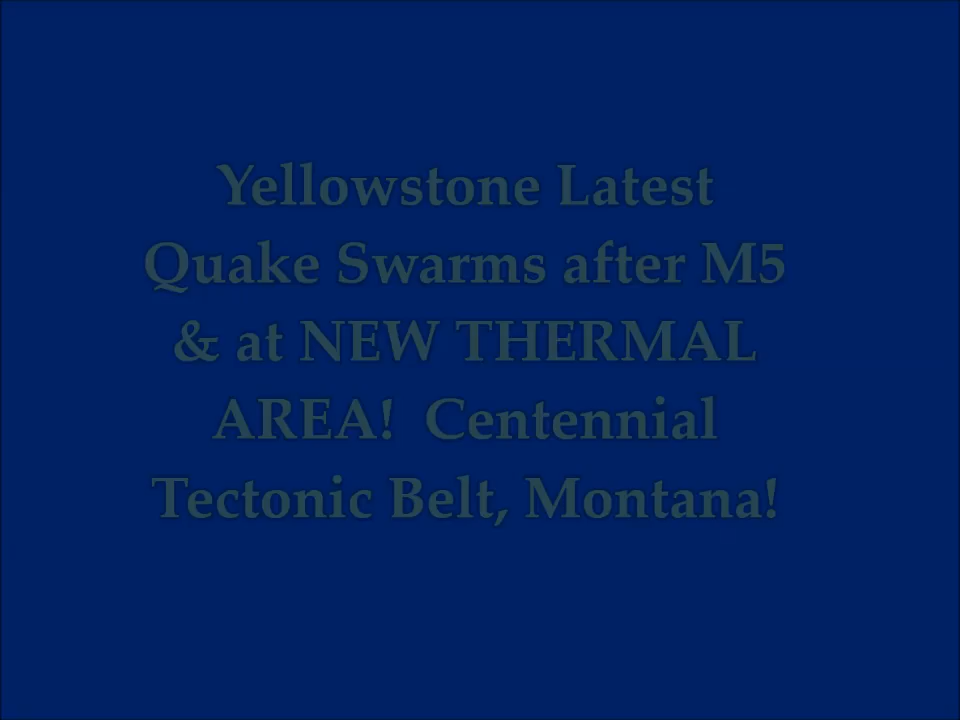 Yellowstone Latest
Quake Swarms after M5
& at NEW THERMAL
AREA!  Centennial
Tectonic Belt, Montana!